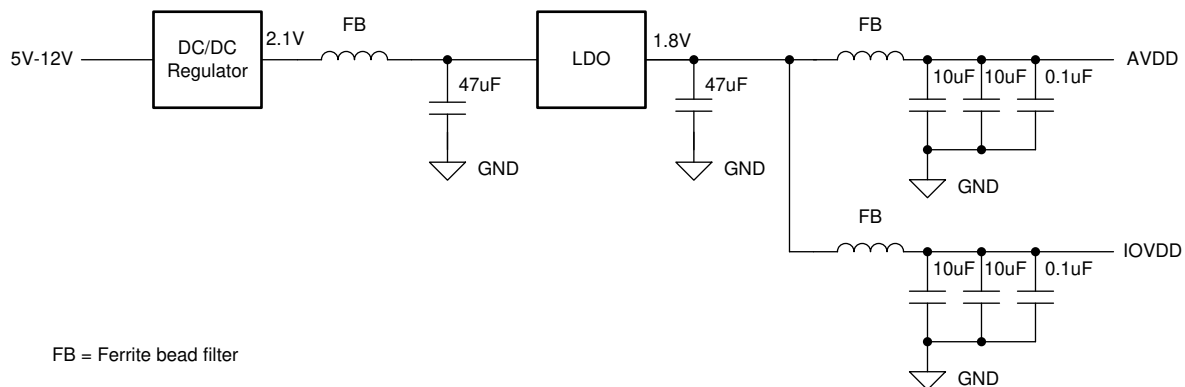 5V-12V
DC/DC
Regulator
2.1V
FB
47uF
GND
LDO
1.8V
47uF
GND
FB
10uF
10uF
0.1uF
AVDD
GND
FB
10uF
10uF
0.1uF
IOVDD
GND
FB = Ferrite bead filter